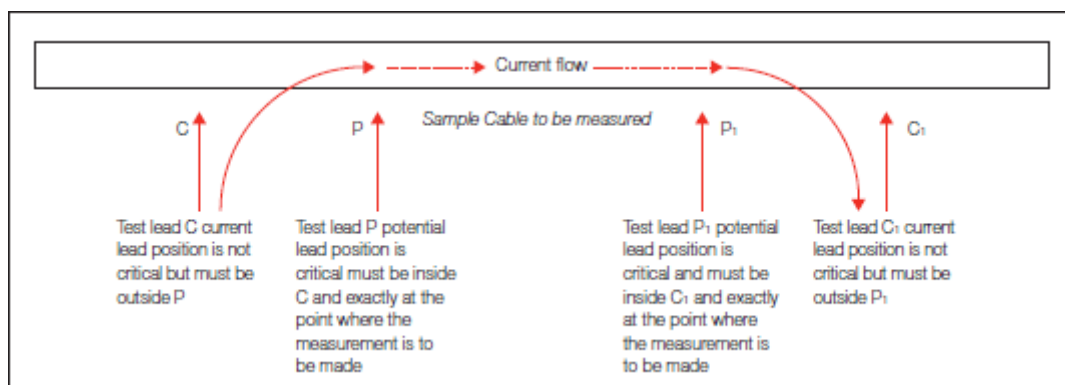 Current flow
Sample Cable to be measured
C
P
P₁
C₁
Test lead C current
lead position is not
critical but must be
outside P
Test lead P potential
lead position is
critical must be inside
C and exactly at the
point where the
measurement is to
be made
Test lead P₁ potential
lead position is
critical and must be
inside C₁ and exactly
at the point where
the measurement is
to be made
Test lead C₁ current
lead position is not
critical but must be
outside P₁